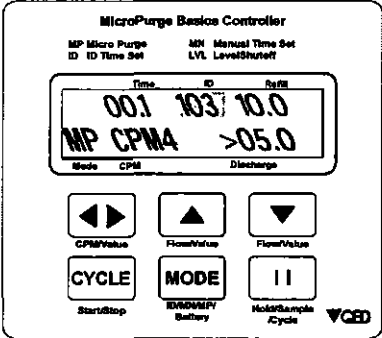 MicroPurge Basics Controller
MP Micro Purge MN Manual Time Set
ID ID Time Set LVL LevelShutoff
Time ID Refill
00.1 103 10.0
MP CPM4 >05.0
Mode CPM Discharge
CPM/Value Flow/Value Flow/Value
CYCLE MODE
Start/Stop ID/MN/MP/ Hold/Sample
Battery /Cycle
QED